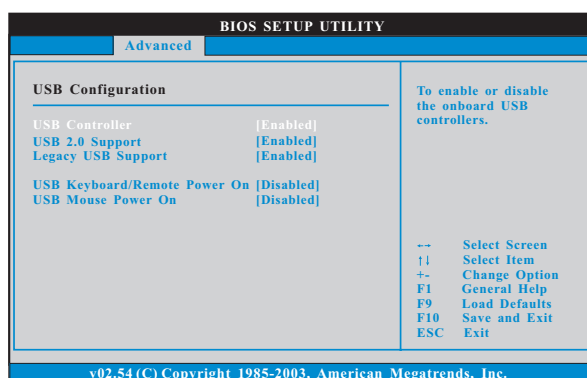 BIOS SETUP UTILITY
Advanced
USB Configuration
USB Controller [Enabled]
USB 2.0 Support [Enabled]
Legacy USB Support [Enabled]
USB Keyboard/Remote Power On [Disabled]
USB Mouse Power On [Disabled]
To enable or disable
the onboard USB
controllers.
←→ Select Screen
↑↓ Select Item
+- Change Option
F1 General Help
F9 Load Defaults
F10 Save and Exit
ESC Exit
v02.54 (C) Copyright 1985-2003, American Megatrends, Inc.